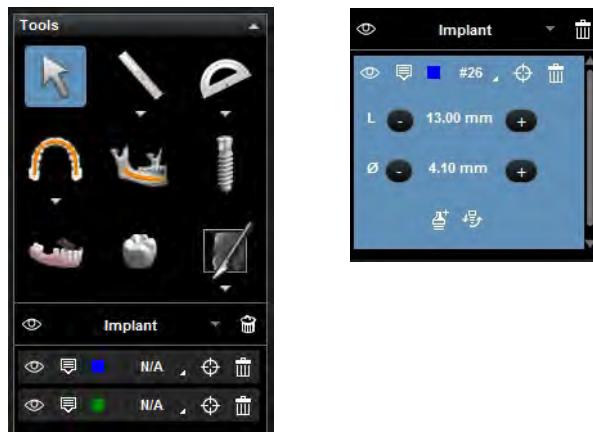 Tools
Implant
N/A
N/A
Implant
#26
L - 13.00 mm +
Ø - 4.10 mm +